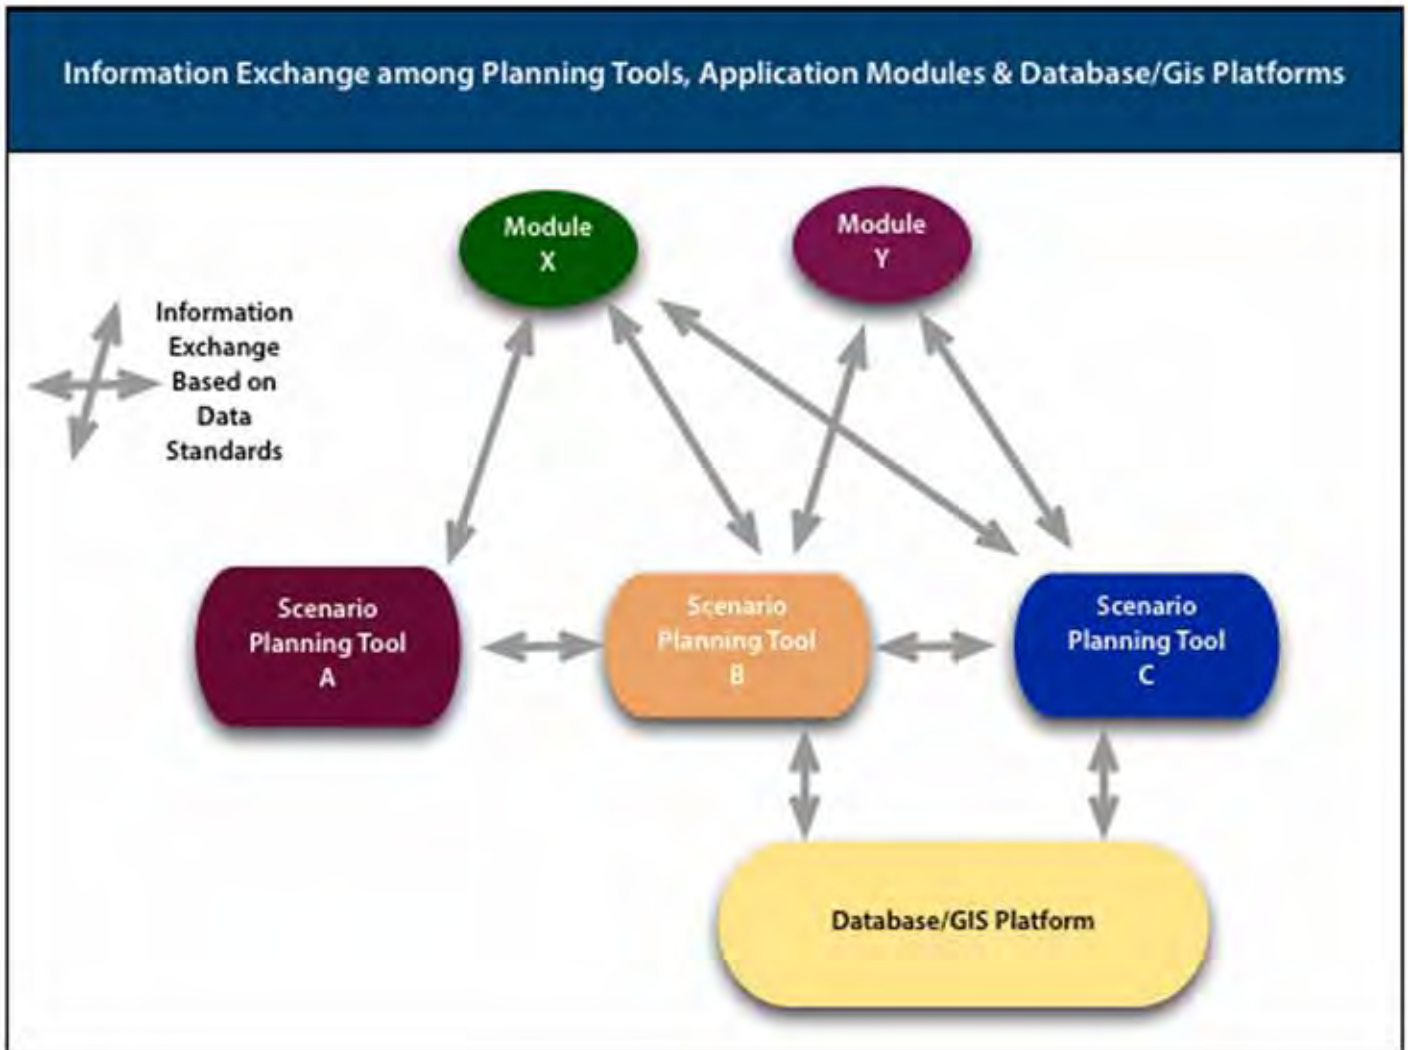 Information Exchange among Planning Tools, Application Modules & Database/Gis Platforms
Module
X
Module
Y
Information
Exchange
Based on
Data
Standards
Scenario
Planning Tool
A
Scenario
Planning Tool
B
Scenario
Planning Tool
C
Database/GIS Platform